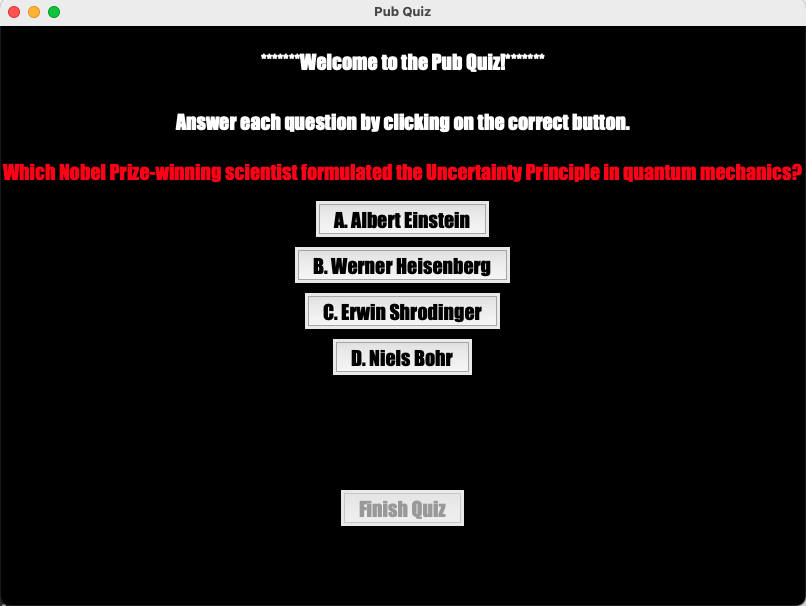 Pub Quiz
*******Welcome to the Pub Quiz!*******
Answer each question by clicking on the correct button.
Which Nobel Prize-winning scientist formulated the Uncertainty Principle in quantum mechanics?
A. Albert Einstein
B. Werner Heisenberg
C. Erwin Shrodinger
D. Niels Bohr
Finish Quiz